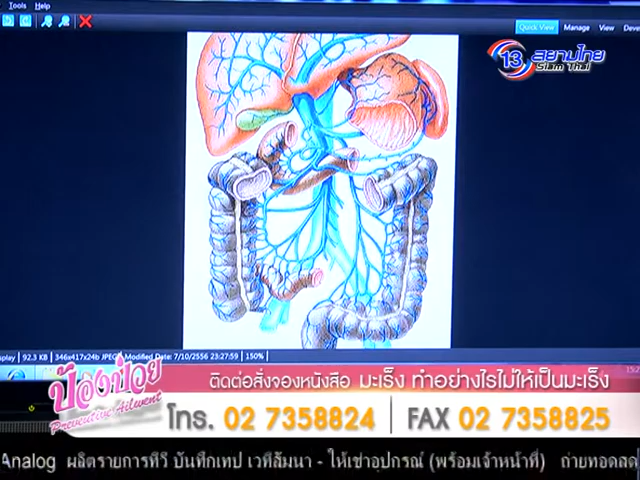 Tools Help
Quick View Manage View Deve
13 สยามไทย
Siam Thai
splay 92.3 KB 346x417x24b JPEG Modified Date: 7/10/2556 23:27:59 150%
ป้องป่วย
Preventive Ailment
ติดต่อสั่งจองหนังสือ มะเร็ง ทำอย่างไรไม่ให้เป็นมะเร็ง
โทร. 02 7358824 FAX 02 7358825
Analog ผลิตรายการทีวี บันทึกเทป เวทีสัมนา - ให้เช่าอุปกรณ์ (พร้อมเจ้าหน้าที่) ถ่ายทอดสด